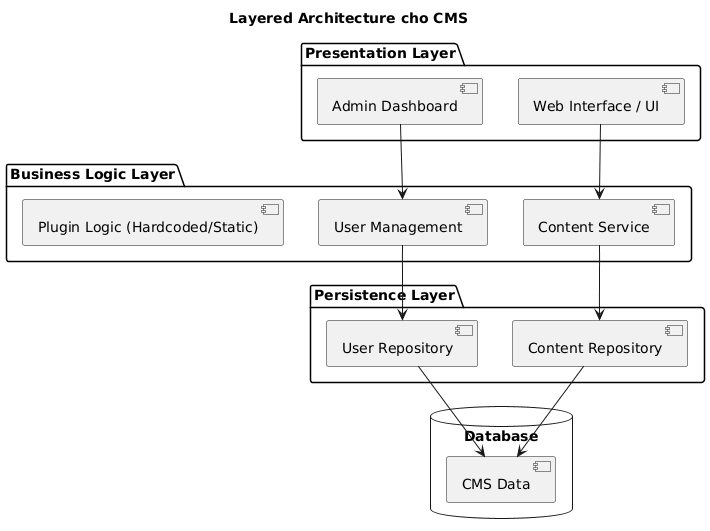 Layered Architecture cho CMS
Presentation Layer
Admin Dashboard
Web Interface / UI
Business Logic Layer
Plugin Logic (Hardcoded/Static)
User Management
Content Service
Persistence Layer
User Repository
Content Repository
Database
CMS Data